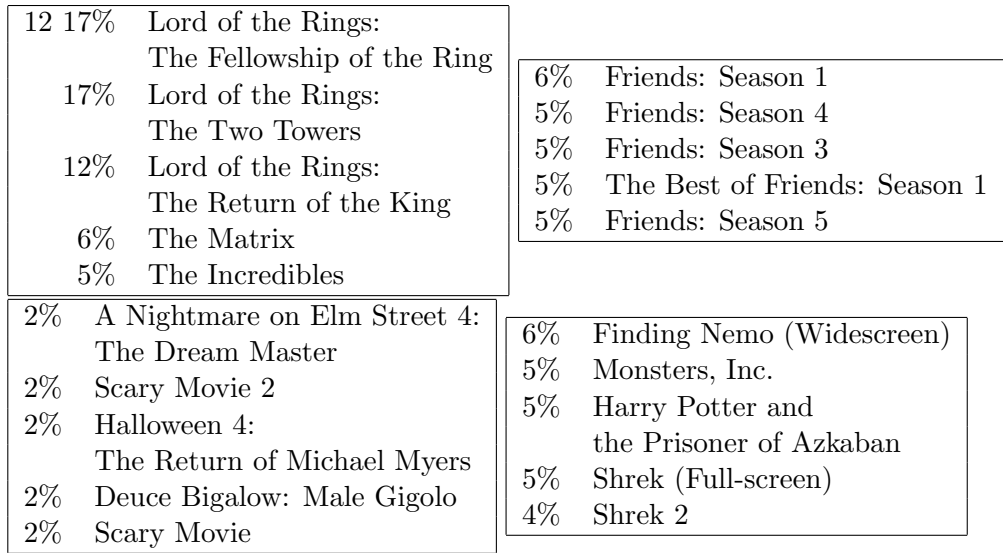 12 17% Lord of the Rings:
The Fellowship of the Ring
17% Lord of the Rings:
The Two Towers
12% Lord of the Rings:
The Return of the King
6% The Matrix
5% The Incredibles
6% Friends: Season 1
5% Friends: Season 4
5% Friends: Season 3
5% The Best of Friends: Season 1
5% Friends: Season 5
2% A Nightmare on Elm Street 4:
The Dream Master
2% Scary Movie 2
2% Halloween 4:
The Return of Michael Myers
2% Deuce Bigalow: Male Gigolo
2% Scary Movie
6% Finding Nemo (Widescreen)
5% Monsters, Inc.
5% Harry Potter and
the Prisoner of Azkaban
5% Shrek (Full-screen)
4% Shrek 2